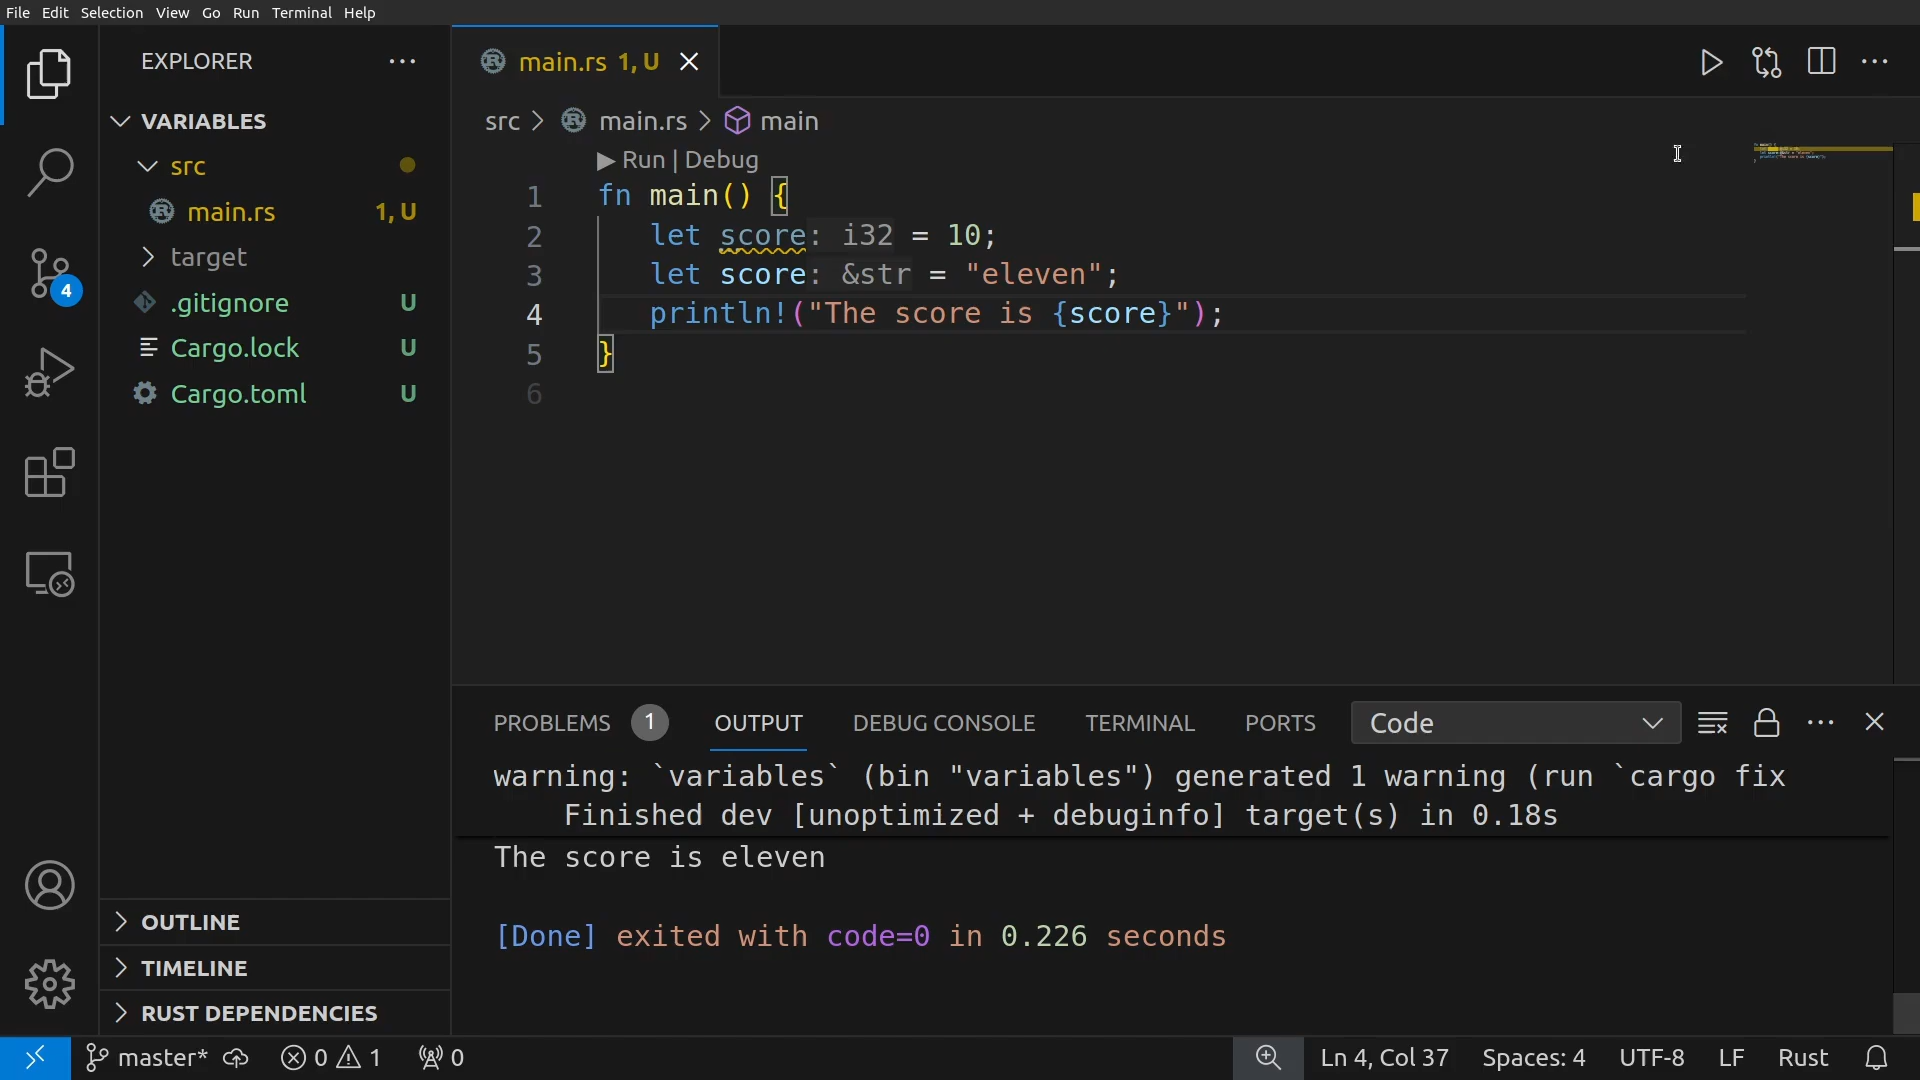 File Edit Selection View Go Run Terminal Help
EXPLORER
VARIABLES
src
main.rs 1, U
target
.gitignore U
Cargo.lock U
Cargo.toml U
OUTLINE
TIMELINE
RUST DEPENDENCIES
4
main.rs 1, U
src > main.rs > main
Run | Debug
1 fn main() {
2 let score: i32 = 10;
3 let score: &str = "eleven";
4 println!("The score is {score}");
5 }
6
PROBLEMS 1 OUTPUT DEBUG CONSOLE TERMINAL PORTS Code
warning: `variables` (bin "variables") generated 1 warning (run `cargo fix
Finished dev [unoptimized + debuginfo] target(s) in 0.18s
The score is eleven
[Done] exited with code=0 in 0.226 seconds
master* 0 1 0 Ln 4, Col 37 Spaces: 4 UTF-8 LF Rust